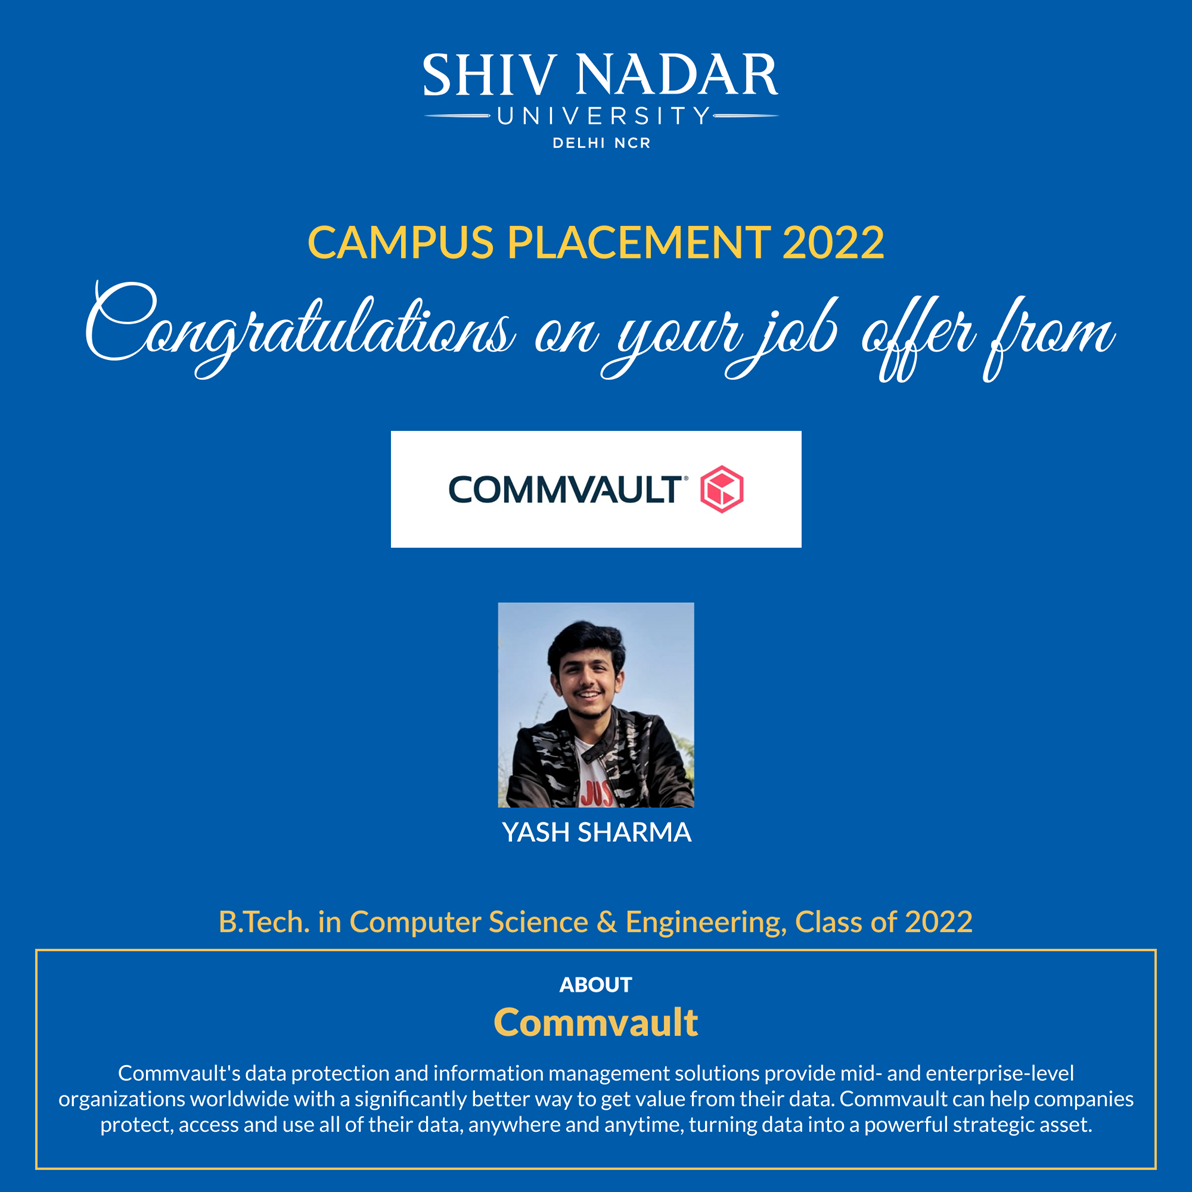 SHIV NADAR
UNIVERSITY
DELHI NCR
CAMPUS PLACEMENT 2022
Congratulations on your job offer from
COMMVAULT®
JUS
YASH SHARMA
B.Tech. in Computer Science & Engineering, Class of 2022
ABOUT
Commvault
Commvault's data protection and information management solutions provide mid- and enterprise-level
organizations worldwide with a significantly better way to get value from their data. Commvault can help companies
protect, access and use all of their data, anywhere and anytime, turning data into a powerful strategic asset.